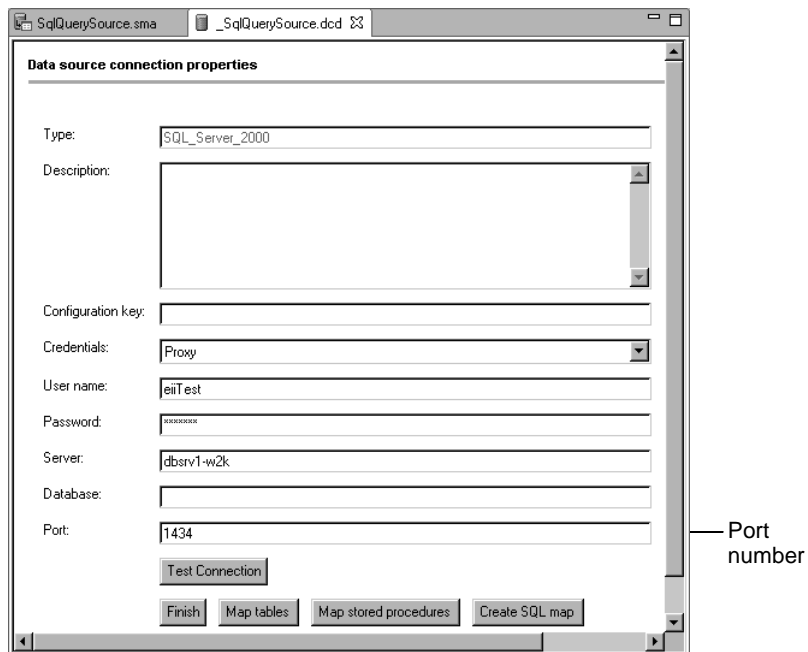 SqlQuerySource.sma
_SqlQuerySource.dcd
Data source connection properties
Type:
SQL_Server_2000
Description:
Configuration key:
Credentials:
Proxy
User name:
eiiTest
Password:
*******
Server:
dbsrv1-w2k
Database:
Port:
1434
Port
number
Test Connection
Finish
Map tables
Map stored procedures
Create SQL map